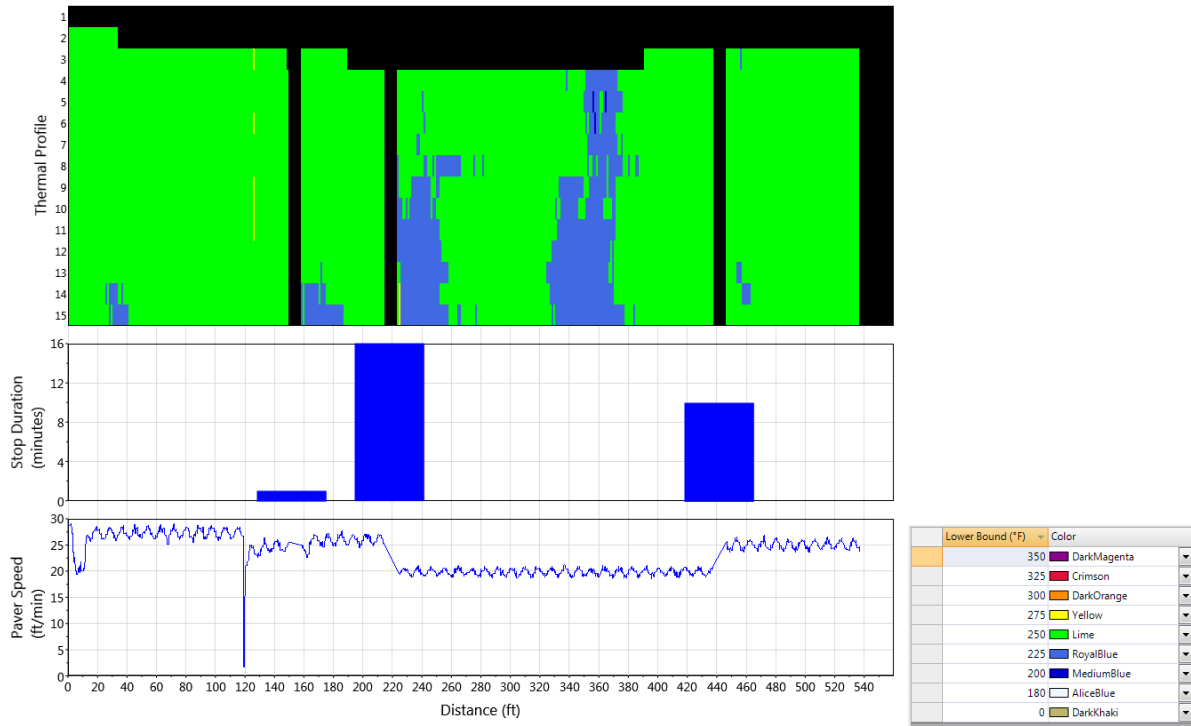 Thermal Profile
1
2
3
4
5
6
7
8
9
10
11
12
13
14
15
Stop Duration
(minutes)
16
12
8
4
0
Paver Speed
(ft/min)
30
25
20
15
10
5
0
0 20 40 60 80 100 120 140 160 180 200 220 240 260 280 300 320 340 360 380 400 420 440 460 480 500 520 540
Distance (ft)
Lower Bound (°F) Color
350 DarkMagenta
325 Crimson
300 DarkOrange
275 Yellow
250 Lime
225 RoyalBlue
200 MediumBlue
180 AliceBlue
0 DarkKhaki